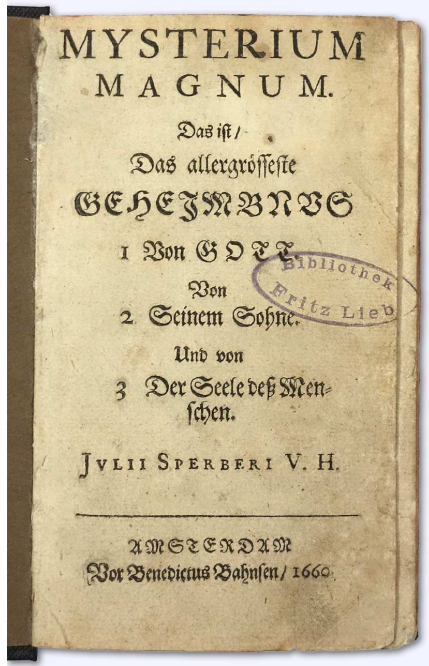 MYSTERIUM
MAGNUM.
Das ist/
Das allergrösseste
GEHEJMBNVS
1 Von GOTT.
Von
2 Seinem Sohne.
Und von
3 Der Seele deß Men-
schen.
JVLII SPERBERI V. H.
AMSTERDAM
Vor Benedictus Bahnsen/ 1660
Bibliothek
Fritz Lieb